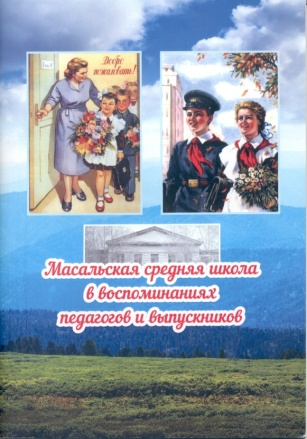 Добро
пожаловать!
Масальская средняя школа
в воспоминаниях
педагогов и выпускников